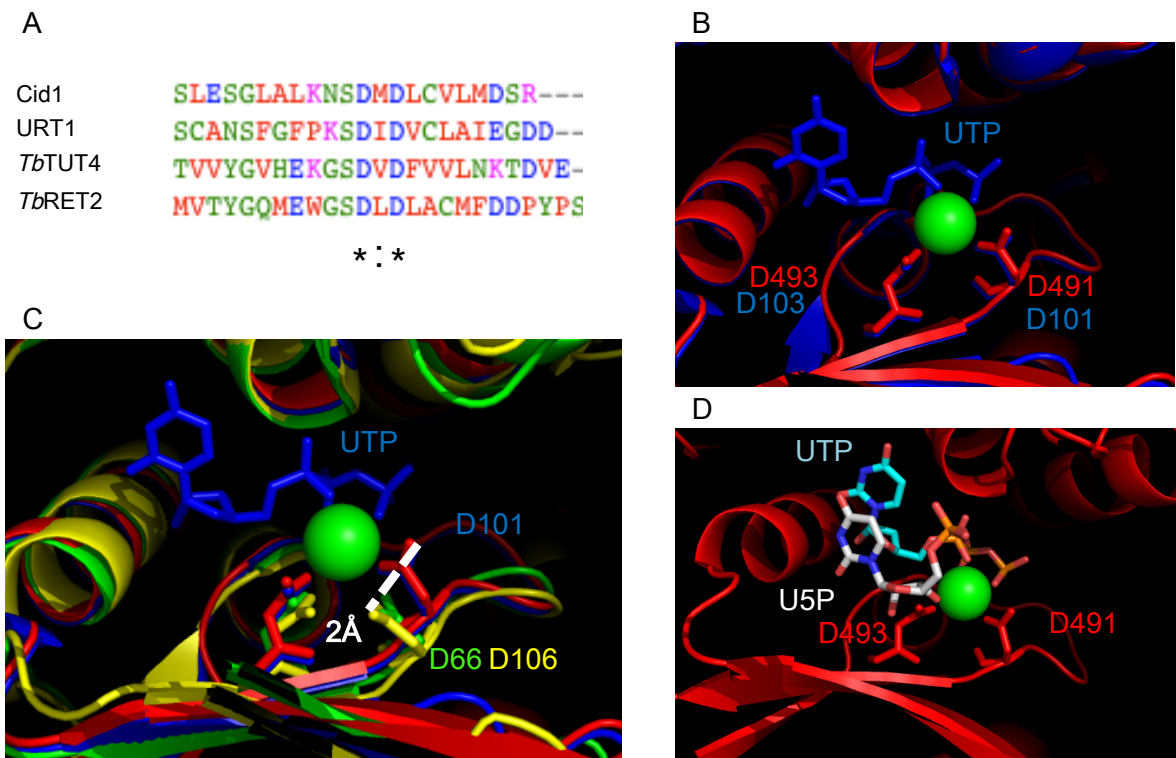 A
Cid1 SLESGLALKNSDMDLCVLMDSR---
URT1 SCANSFGFPKSDIDVCLAIEGDD--
TbTUT4 TVVYGVHEKGSDVDFVVLNKTDVE-
TbRET2 MVTYGQMEWGSDLDLACMFDDPYPS
*:*
B
UTP
D493 D491
D103 D101
C
UTP
D101
2Å
D66 D106
D
UTP
U5P
D493 D491